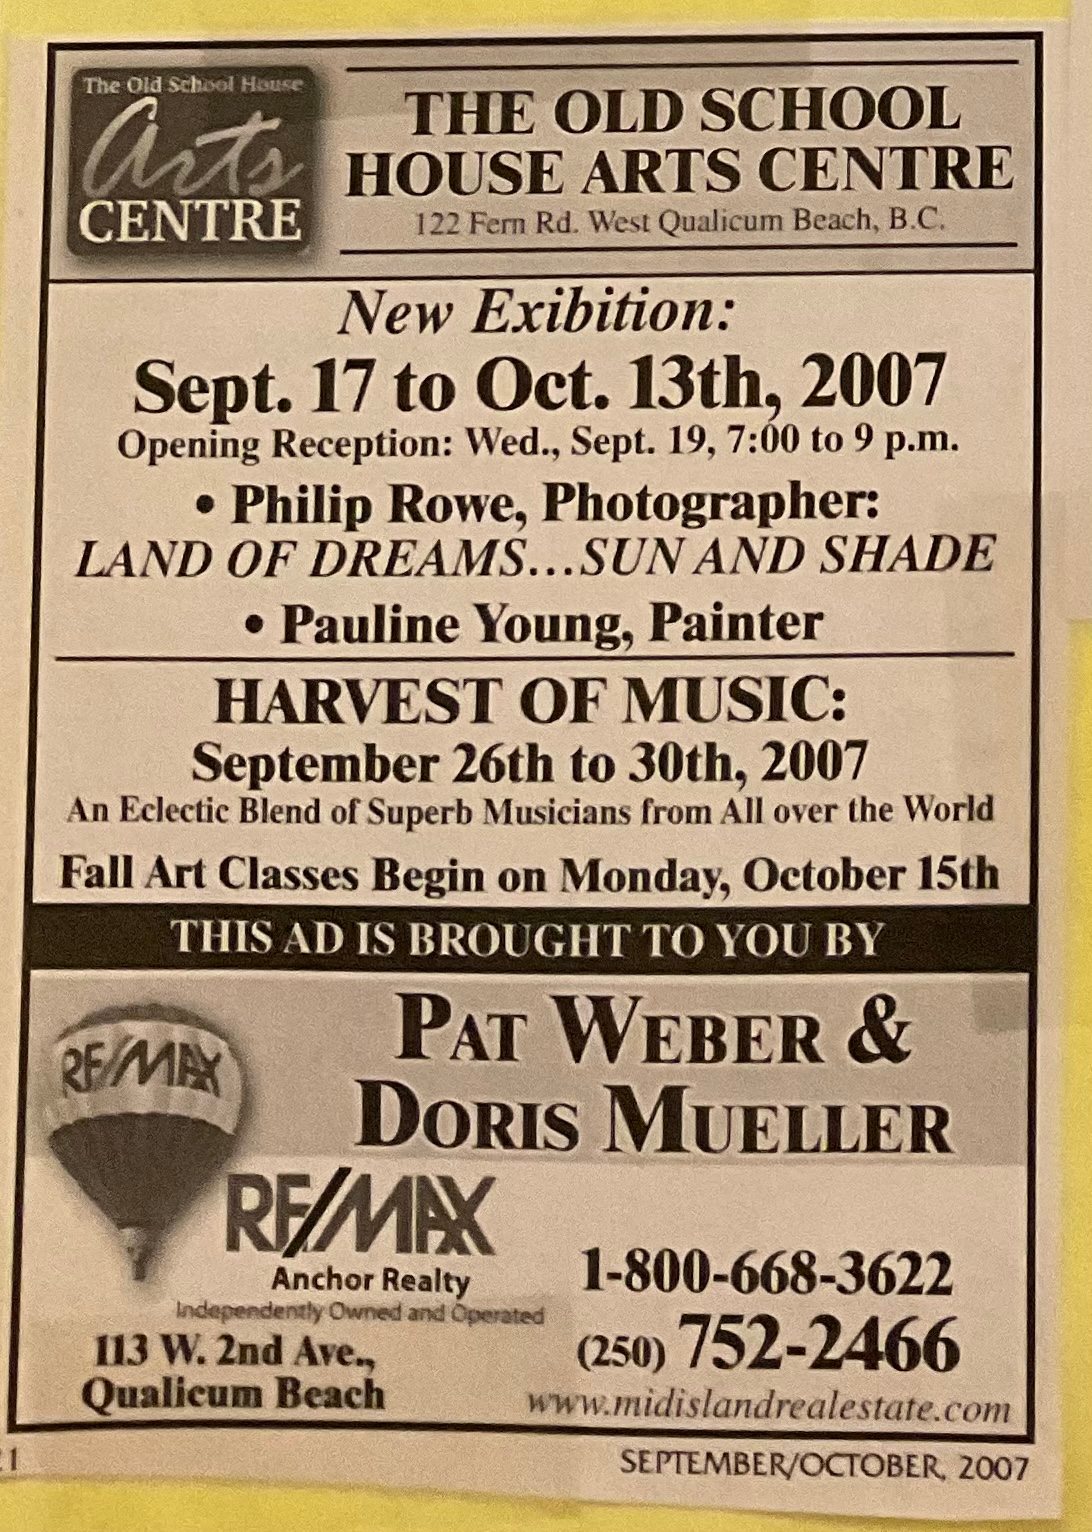 The Old School House
Arts
CENTRE
THE OLD SCHOOL
HOUSE ARTS CENTRE
122 Fern Rd. West Qualicum Beach, B.C.
New Exibition:
Sept. 17 to Oct. 13th, 2007
Opening Reception: Wed., Sept. 19, 7:00 to 9 p.m.
• Philip Rowe, Photographer:
LAND OF DREAMS...SUN AND SHADE
• Pauline Young, Painter
HARVEST OF MUSIC:
September 26th to 30th, 2007
An Eclectic Blend of Superb Musicians from All over the World
Fall Art Classes Begin on Monday, October 15th
THIS AD IS BROUGHT TO YOU BY
PAT WEBER &
DORIS MUELLER
RE/MAX
RE/MAX
Anchor Realty
Independently Owned and Operated
113 W. 2nd Ave.,
Qualicum Beach
1-800-668-3622
(250) 752-2466
www.midislandrealestate.com
SEPTEMBER/OCTOBER, 2007